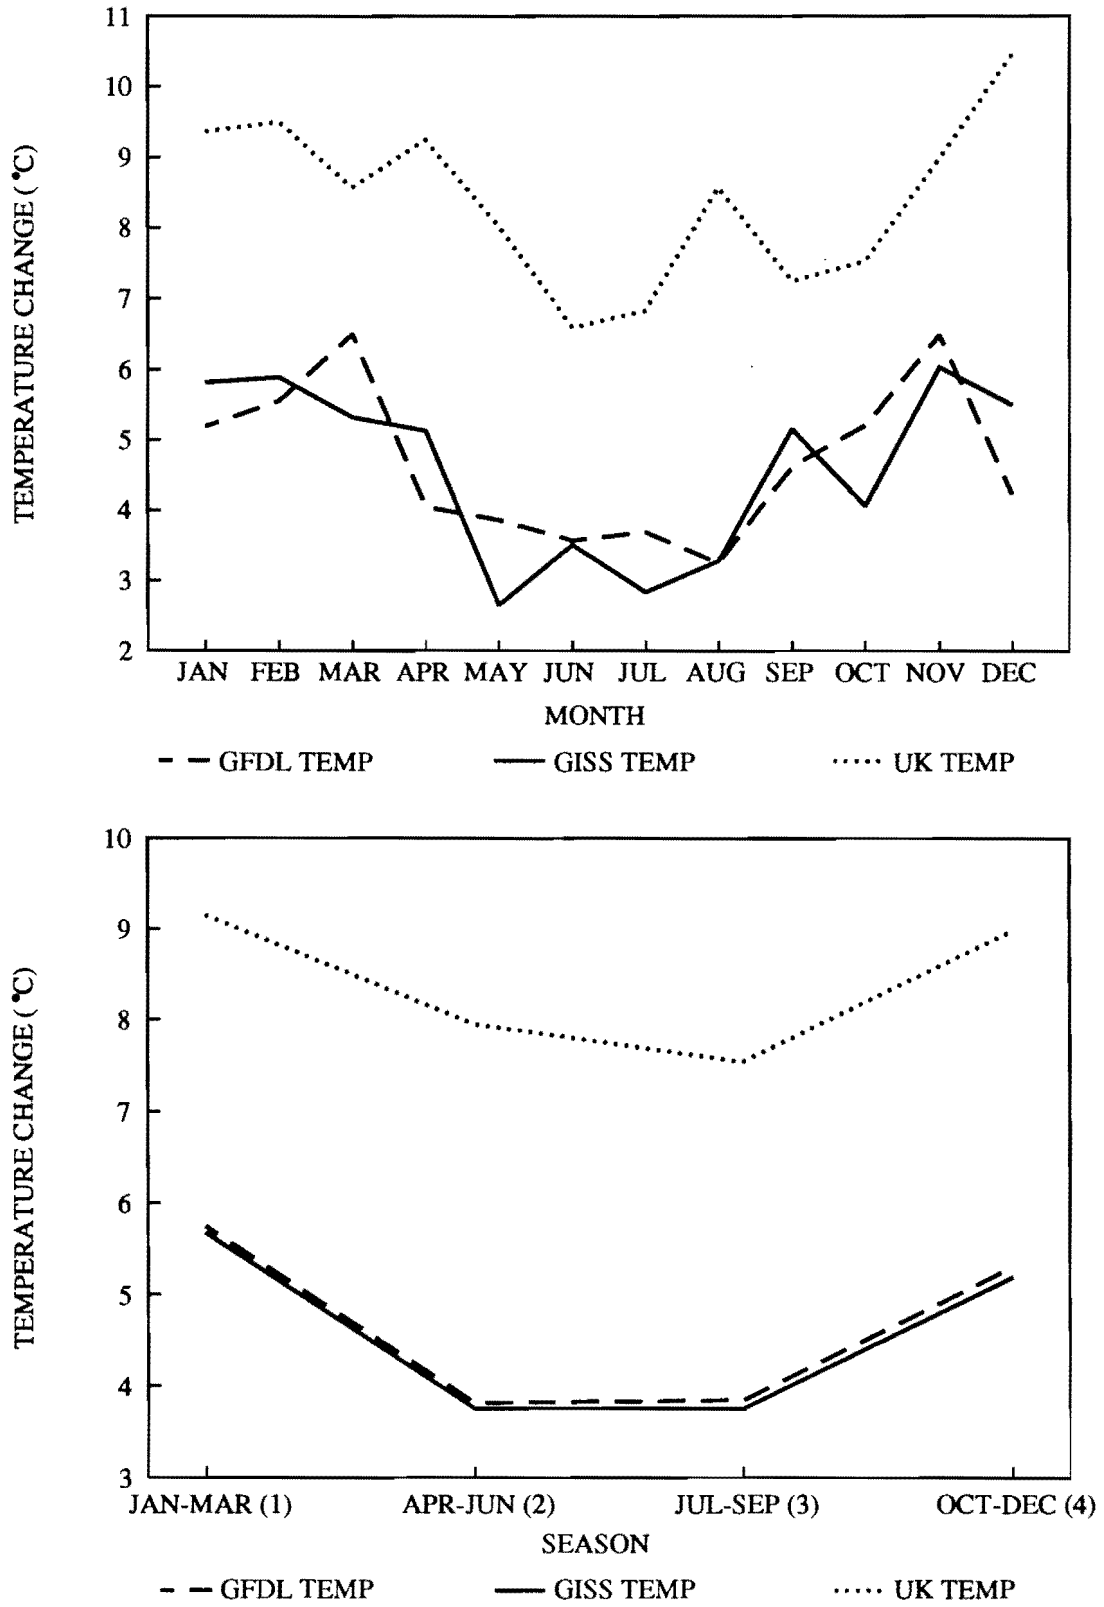 TEMPERATURE CHANGE (°C)
11
10
9
8
7
6
5
4
3
2
JAN FEB MAR APR MAY JUN JUL AUG SEP OCT NOV DEC
MONTH
GFDL TEMP GISS TEMP UK TEMP
TEMPERATURE CHANGE (°C)
10
9
8
7
6
5
4
3
JAN-MAR (1) APR-JUN (2) JUL-SEP (3) OCT-DEC (4)
SEASON
GFDL TEMP GISS TEMP UK TEMP